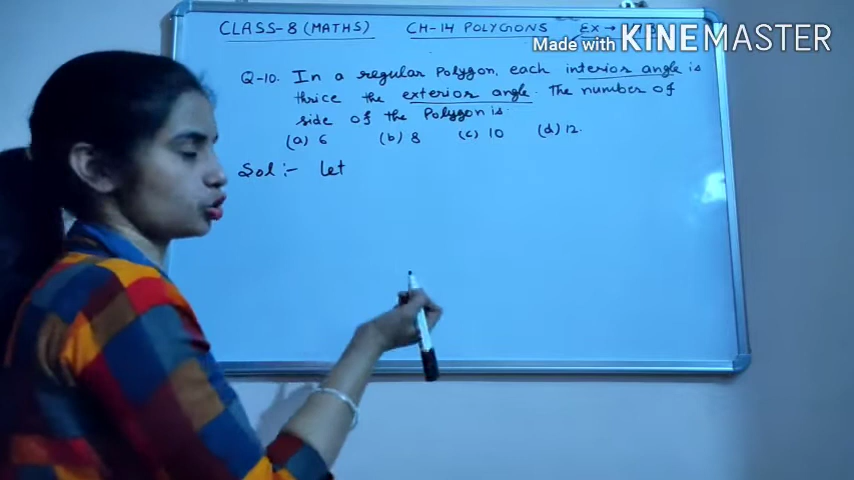 CLASS-8 (MATHS) CH-14 POLYGONS EX →
Made with KINEMASTER
Q-10. In a regular Polygon, each interior angle is
thrice the exterior angle. The number of
side of the Polygon is.
(a) 6 (b) 8 (c) 10 (d) 12.
Sol :- Let